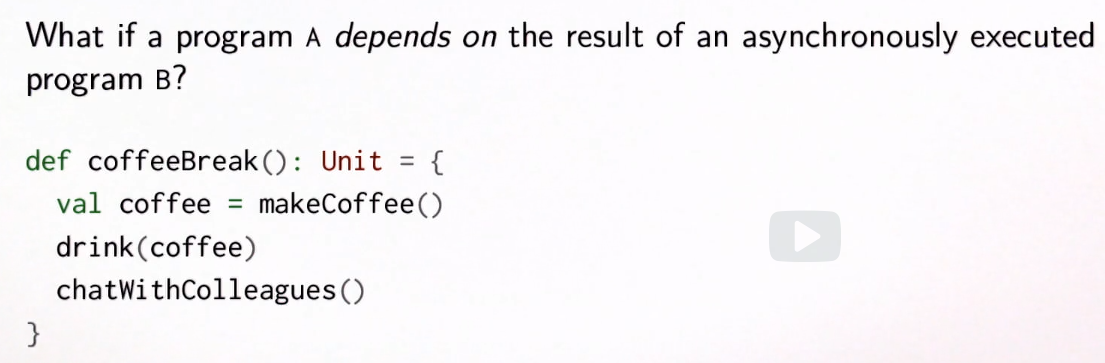 What if a program A depends on the result of an asynchronously executed
program B?
def coffeeBreak(): Unit = {
  val coffee = makeCoffee()
  drink(coffee)
  chatWithColleagues()
}